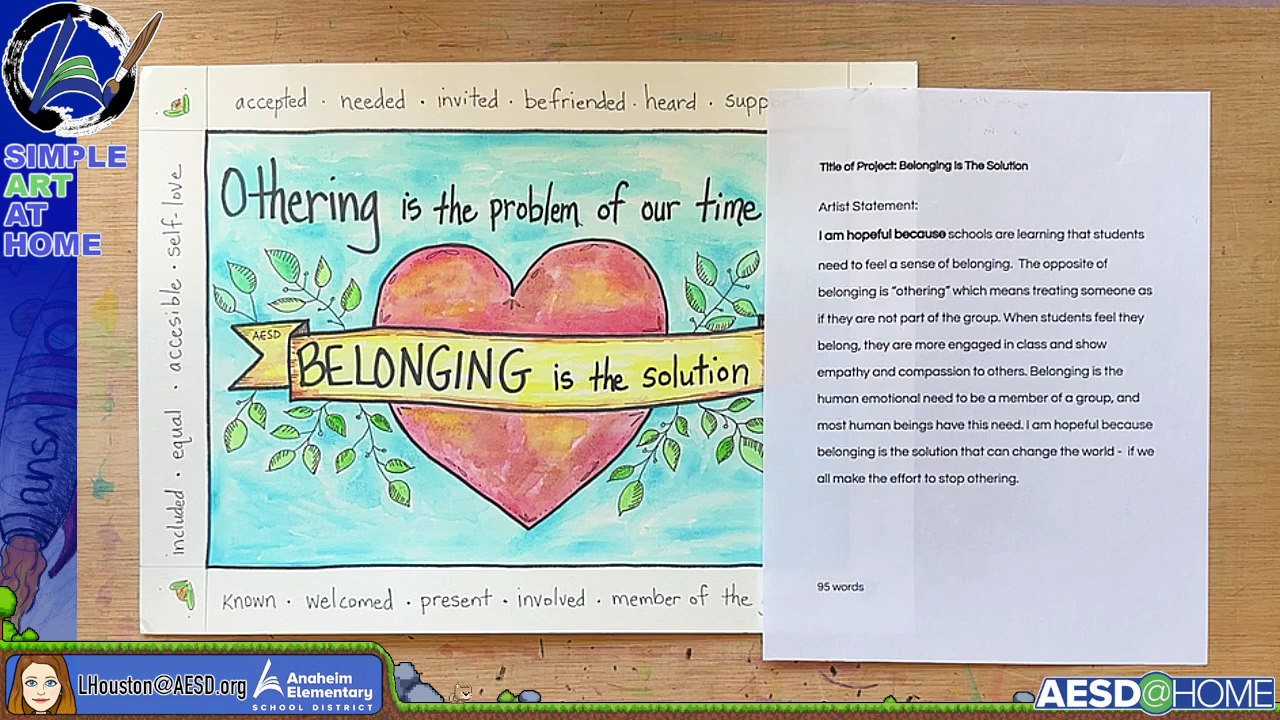 SIMPLE
ART
AT
HOME
accepted · needed · invited · befriended · heard ·
included · equal · accesible · self-love
Othering is the problem of our time
AESD
BELONGING is the solution
known · welcomed · present · involved · member of the
Title of Project: Belonging Is The Solution
Artist Statement:
I am hopeful because schools are learning that students
need to feel a sense of belonging. The opposite of
belonging is "othering" which means treating someone as
if they are not part of the group. When students feel they
belong, they are more engaged in class and show
empathy and compassion to others. Belonging is the
human emotional need to be a member of a group, and
most human beings have this need. I am hopeful because
belonging is the solution that can change the world - if we
all make the effort to stop othering.
95 words
LHouston@AESD.org
Anaheim
Elementary
SCHOOL DISTRICT
AESD@HOME